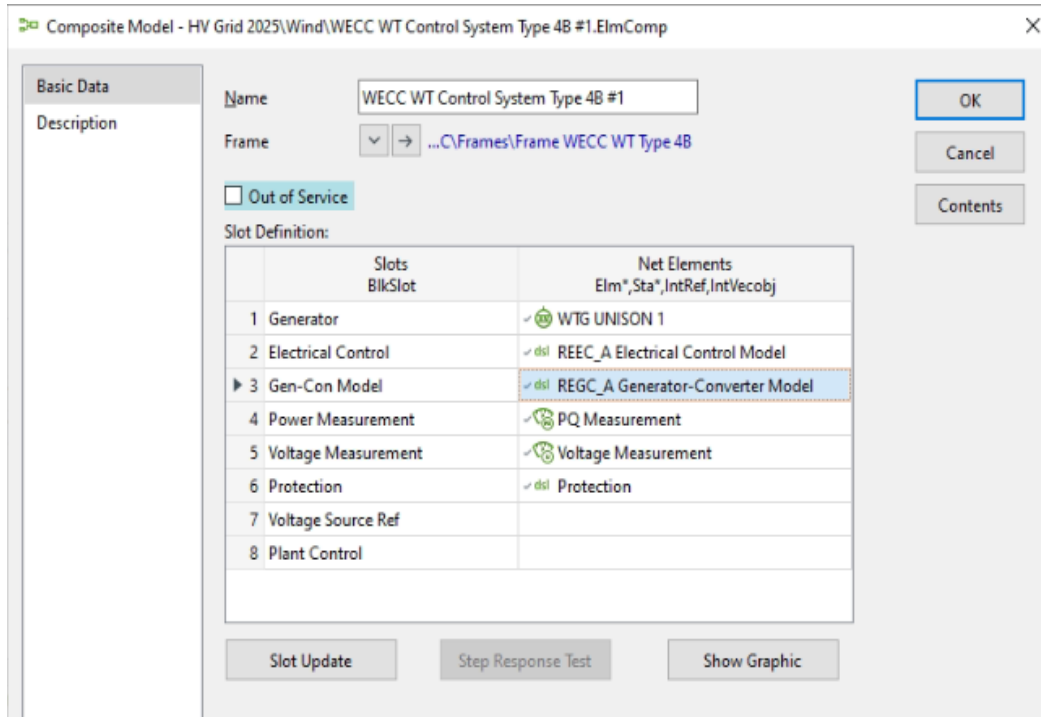 Composite Model - HV Grid 2025\Wind\WECC WT Control System Type 4B #1.ElmComp
Basic Data
Description
Name WECC WT Control System Type 4B #1
Frame ...C\Frames\Frame WECC WT Type 4B
Out of Service
Slot Definition:
Slots Net Elements
BlkSlot Elm*,Sta*,IntRef,IntVecobj
1 Generator WTG UNISON 1
2 Electrical Control dsl REEC_A Electrical Control Model
3 Gen-Con Model dsl REGC_A Generator-Converter Model
4 Power Measurement PQ Measurement
5 Voltage Measurement Voltage Measurement
6 Protection dsl Protection
7 Voltage Source Ref
8 Plant Control
Slot Update Step Response Test Show Graphic
OK
Cancel
Contents